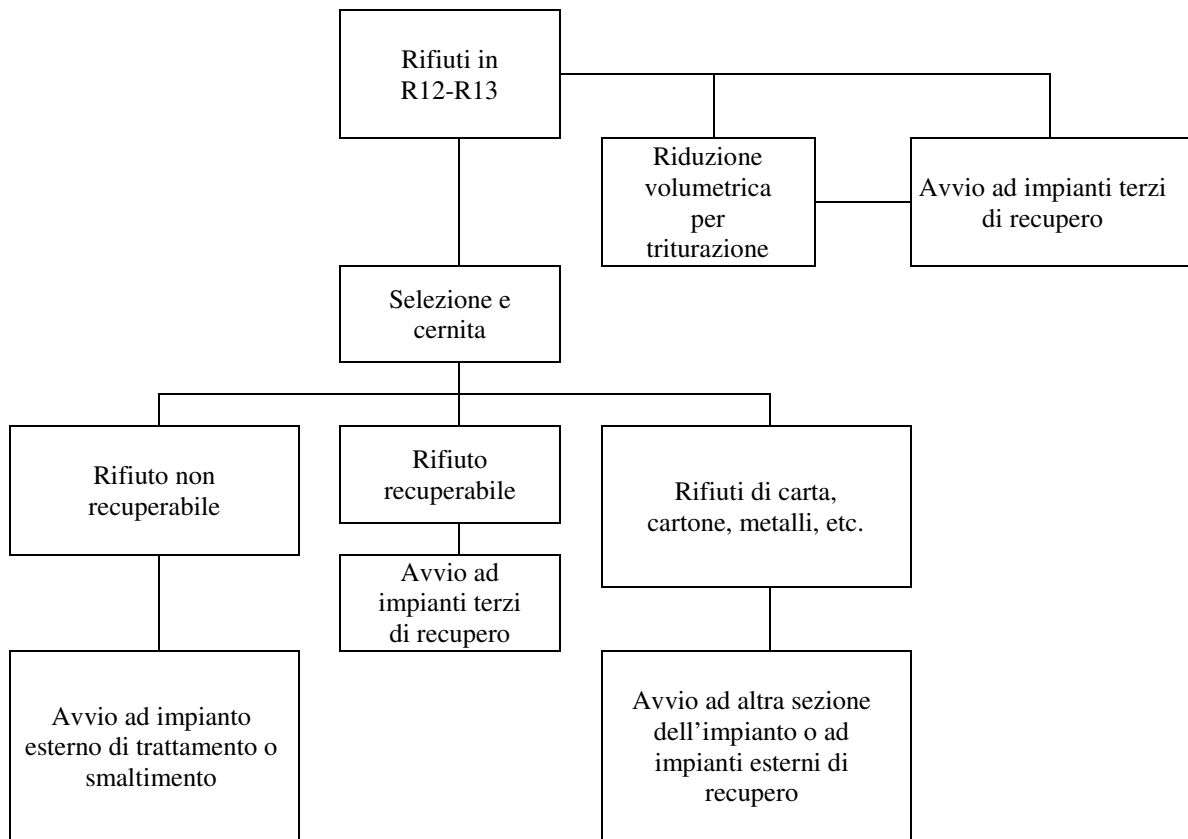 Rifiuti in
R12-R13
Riduzione
volumetrica
per
triturazione
Avvio ad impianti terzi
di recupero
Selezione e
cernita
Rifiuto non
recuperabile
Rifiuto
recuperabile
Rifiuti di carta,
cartone, metalli, etc.
Avvio ad
impianti terzi
di recupero
Avvio ad impianto
esterno di trattamento o
smaltimento
Avvio ad altra sezione
dell’impianto o ad
impianti esterni di
recupero